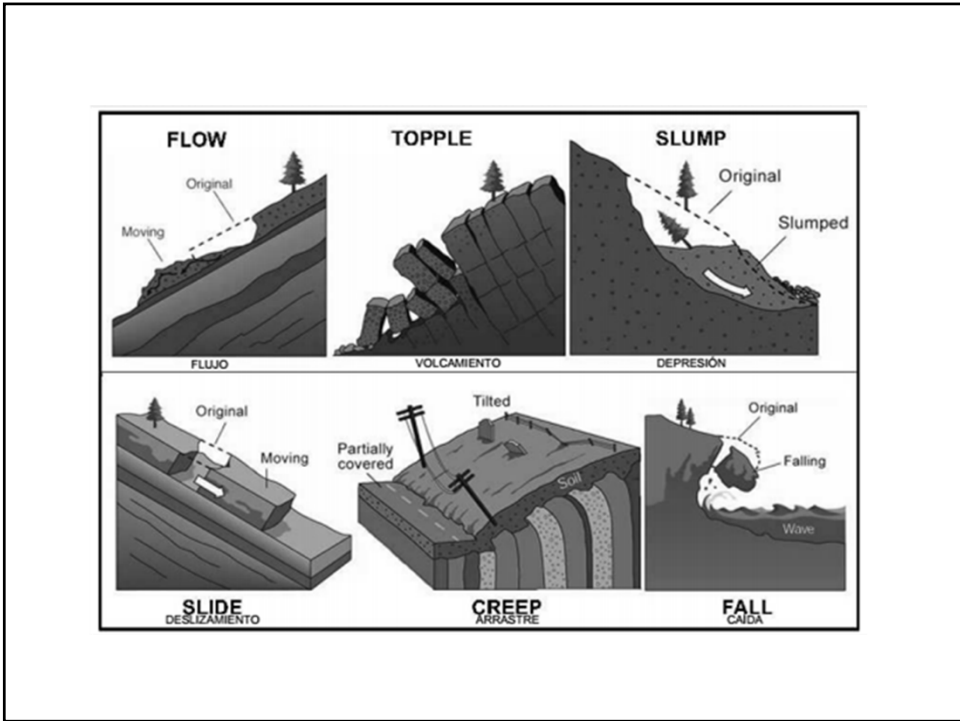 FLOW
Original
Moving
FLUJO
TOPPLE
VOLCAMIENTO
SLUMP
Original
Slumped
DEPRESIÓN
Original
Moving
SLIDE
DESLIZAMIENTO
Tilted
Partially
covered
Soil
CREEP
ARRASTRE
Original
Falling
Wave
FALL
CAÍDA